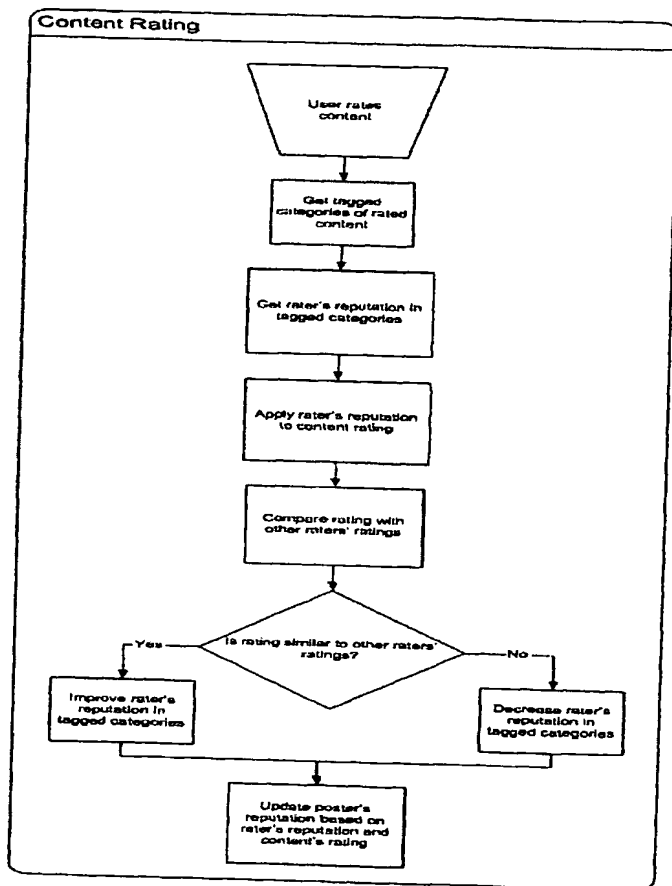 Content Rating
User rates
content
Get tagged
categories of rated
content
Get rater's reputation in
tagged categories
Apply rater's reputation
to content rating
Compare rating with
other raters' ratings
Is rating similar to other raters'
ratings?
Yes
No
Improve rater's
reputation in
tagged categories
Decrease rater's
reputation in
tagged categories
Update poster's
reputation based on
rater's reputation and
content's rating